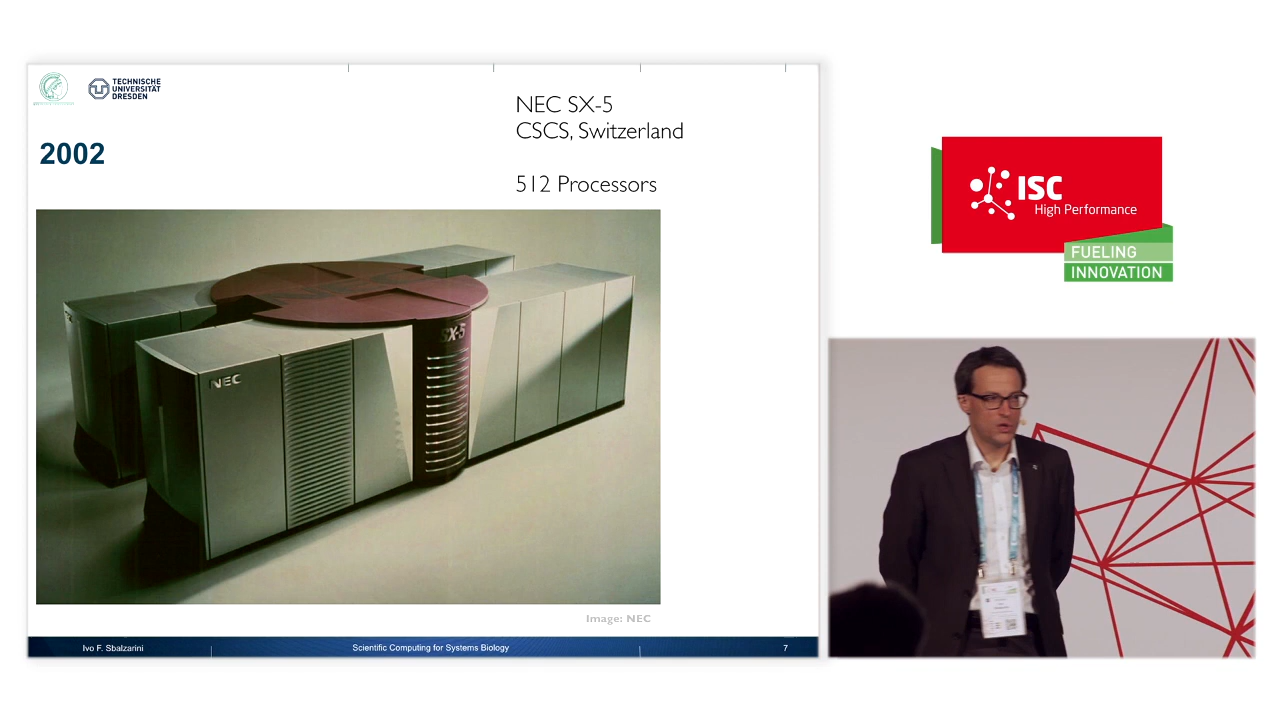 TECHNISCHE
UNIVERSITÄT
DRESDEN
2002
NEC SX-5
CSCS, Switzerland
512 Processors
NEC
SX-5
Image: NEC
Ivo F. Sbalzarini
Scientific Computing for Systems Biology
7
ISC
High Performance
FUELING
INNOVATION